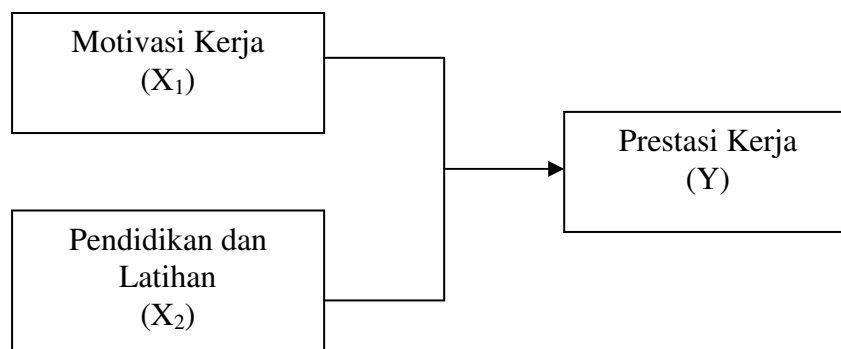 Motivasi Kerja
(X₁)
Prestasi Kerja
(Y)
Pendidikan dan
Latihan
(X₂)